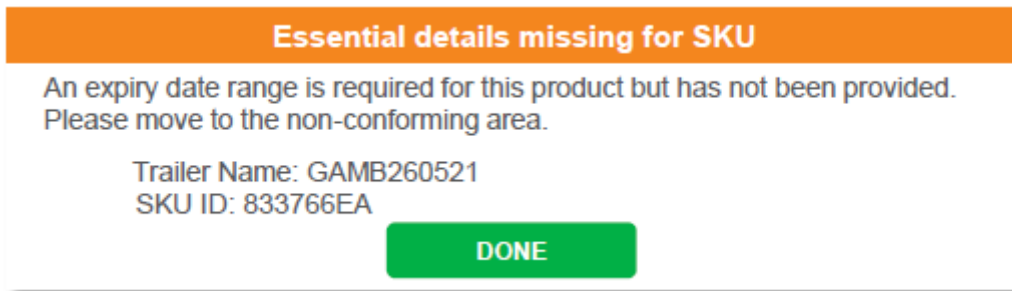 Essential details missing for SKU
An expiry date range is required for this product but has not been provided.
Please move to the non-conforming area.
Trailer Name: GAMB260521
SKU ID: 833766EA
DONE